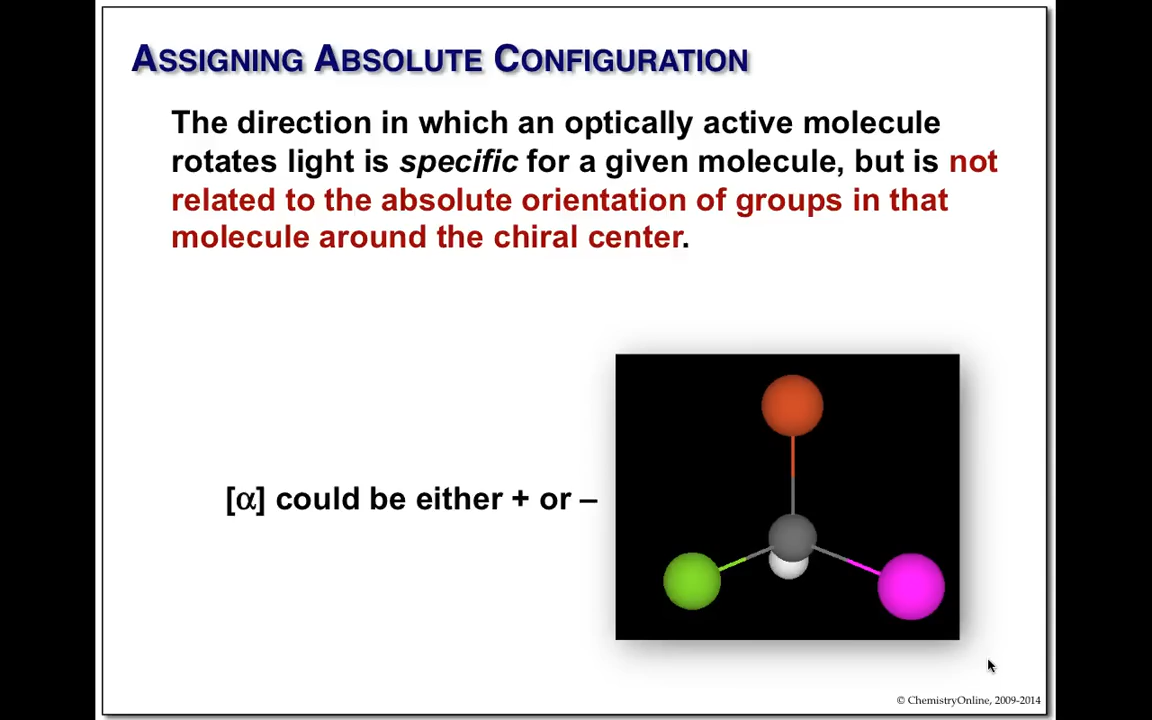 ASSIGNING ABSOLUTE CONFIGURATION
The direction in which an optically active molecule
rotates light is specific for a given molecule, but is not
related to the absolute orientation of groups in that
molecule around the chiral center.
[α] could be either + or –
© ChemistryOnline, 2009-2014